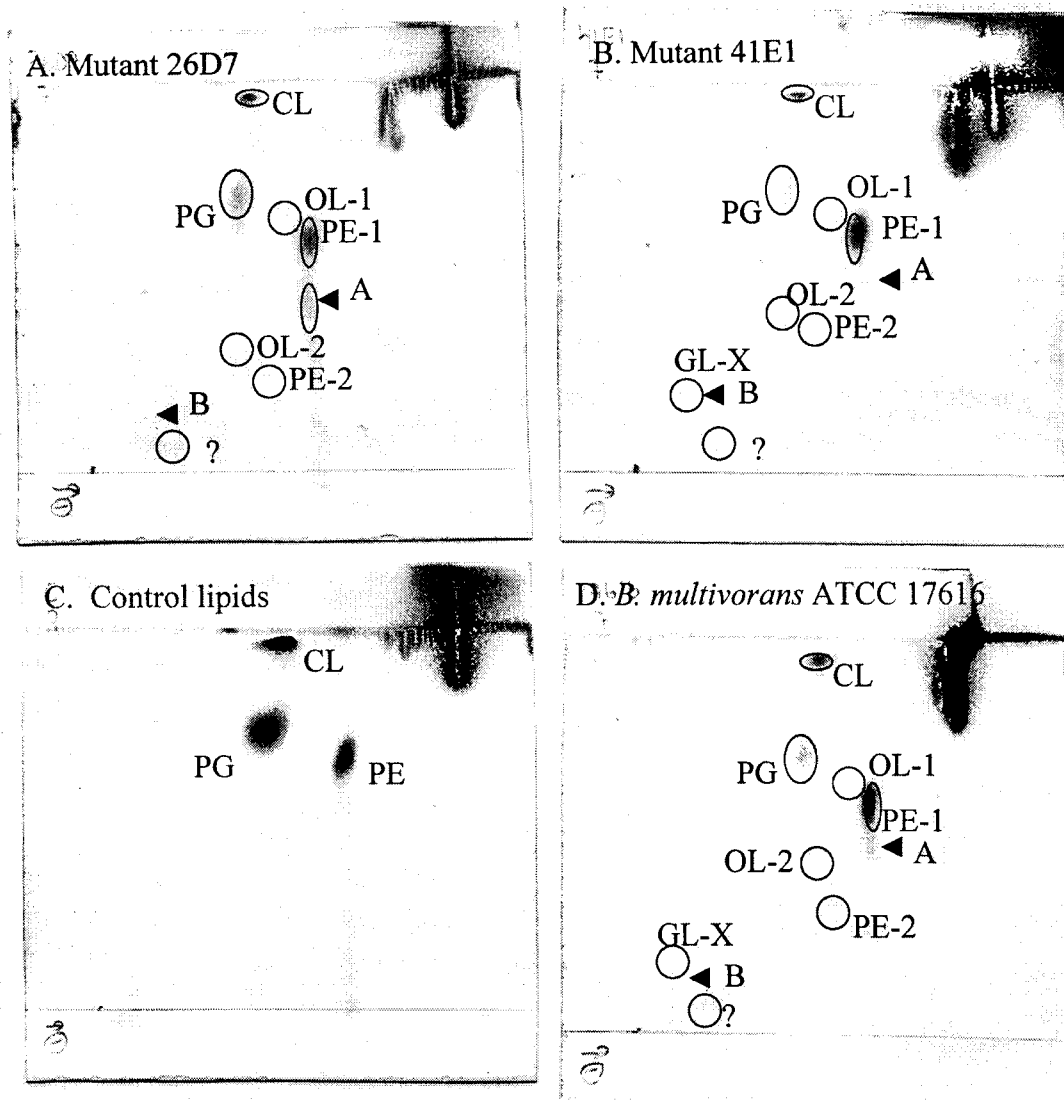 A. Mutant 26D7
CL
PG
OL-1
PE-1
A
OL-2
PE-2
B
?
B. Mutant 41E1
CL
PG
OL-1
PE-1
A
OL-2
PE-2
GL-X
B
?
C. Control lipids
CL
PG
PE
D. B. multivorans ATCC 17616
CL
PG
OL-1
PE-1
A
OL-2
PE-2
GL-X
B
?